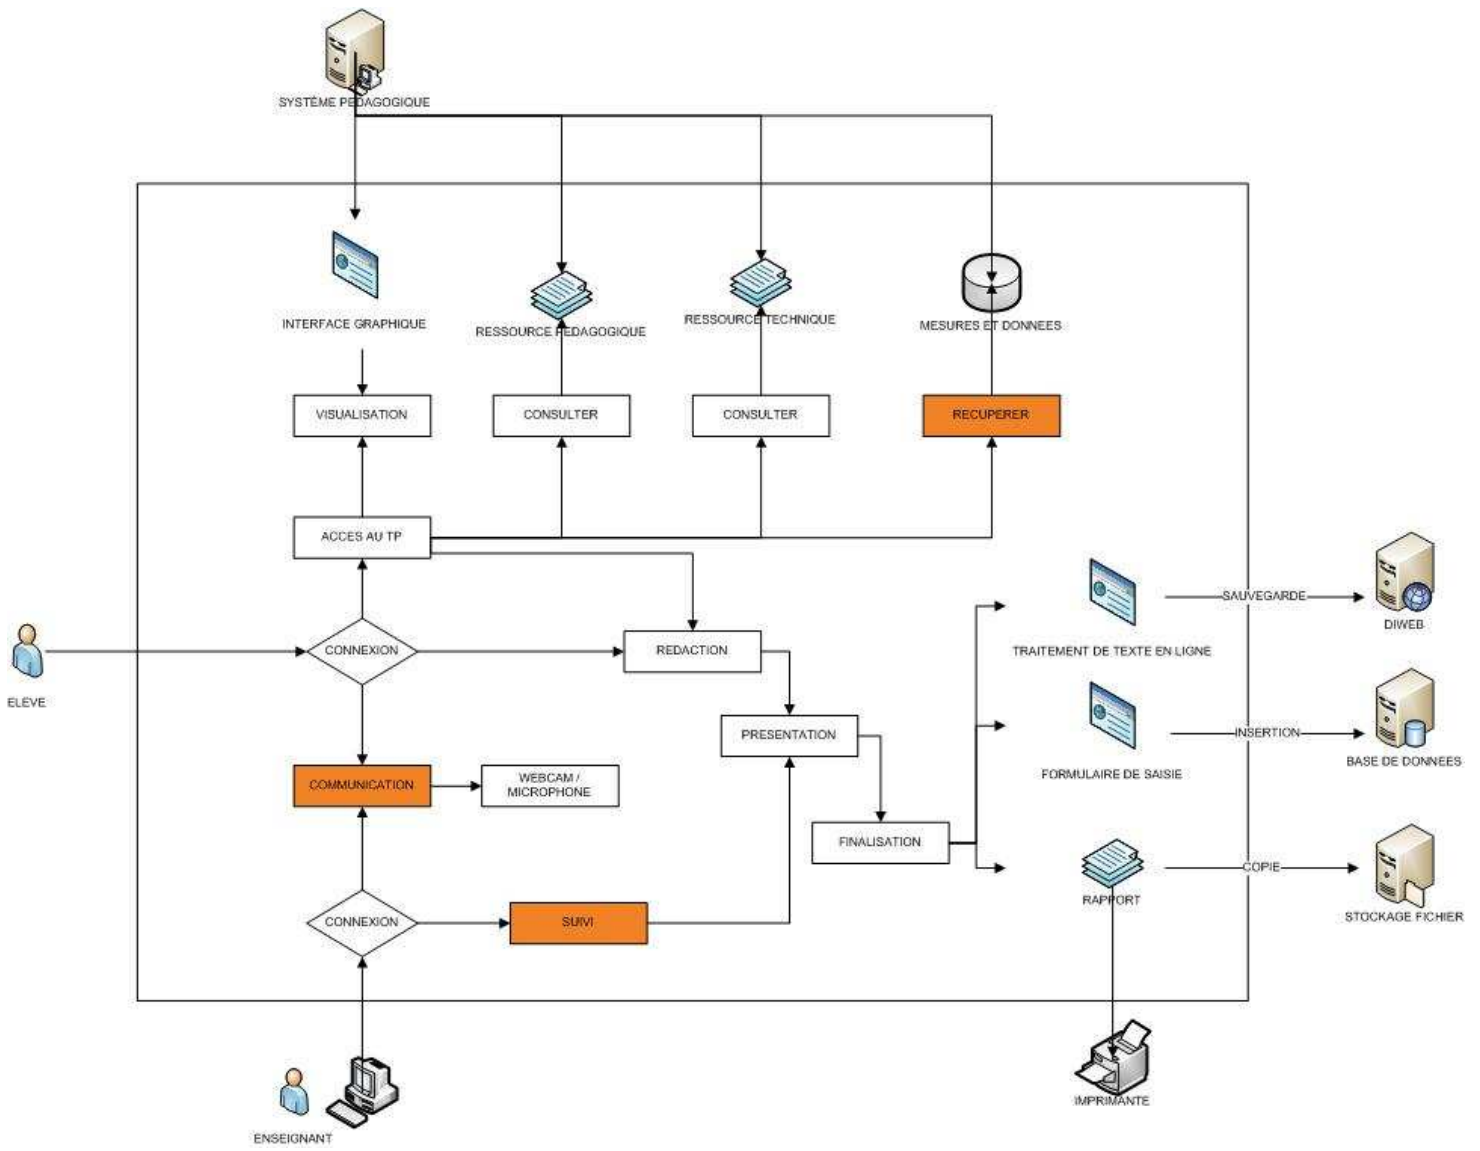 SYSTÈME PEDAGOGIQUE
INTERFACE GRAPHIQUE
RESSOURCE PEDAGOGIQUE
RESSOURCE TECHNIQUE
MESURES ET DONNEES
VISUALISATION
CONSULTER
CONSULTER
RECUPERER
ACCES AU TP
SAUVEGARDE
DIWEB
CONNEXION
REDACTION
TRAITEMENT DE TEXTE EN LIGNE
ELEVE
PRESENTATION
INSERTION
BASE DE DONNEES
FORMULAIRE DE SAISIE
COMMUNICATION
WEBCAM /
MICROPHONE
FINALISATION
COPIE
RAPPORT
STOCKAGE FICHIER
CONNEXION
SUIVI
IMPRIMANTE
ENSEIGNANT